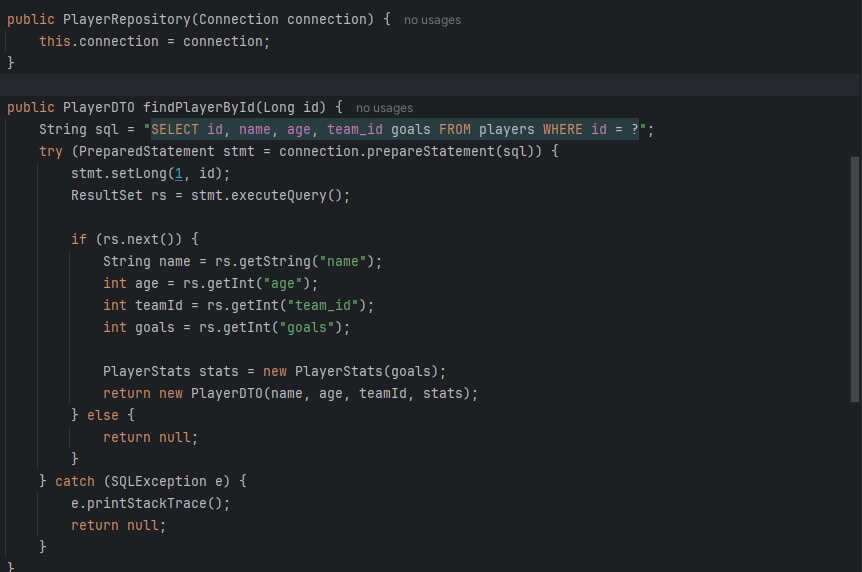 public PlayerRepository(Connection connection) { no usages
    this.connection = connection;
}
public PlayerDTO findPlayerById(Long id) { no usages
    String sql = "SELECT id, name, age, team_id goals FROM players WHERE id = ?";
    try (PreparedStatement stmt = connection.prepareStatement(sql)) {
        stmt.setLong(1, id);
        ResultSet rs = stmt.executeQuery();
        if (rs.next()) {
            String name = rs.getString("name");
            int age = rs.getInt("age");
            int teamId = rs.getInt("team_id");
            int goals = rs.getInt("goals");
            PlayerStats stats = new PlayerStats(goals);
            return new PlayerDTO(name, age, teamId, stats);
        } else {
            return null;
        }
    } catch (SQLException e) {
        e.printStackTrace();
        return null;
    }
}